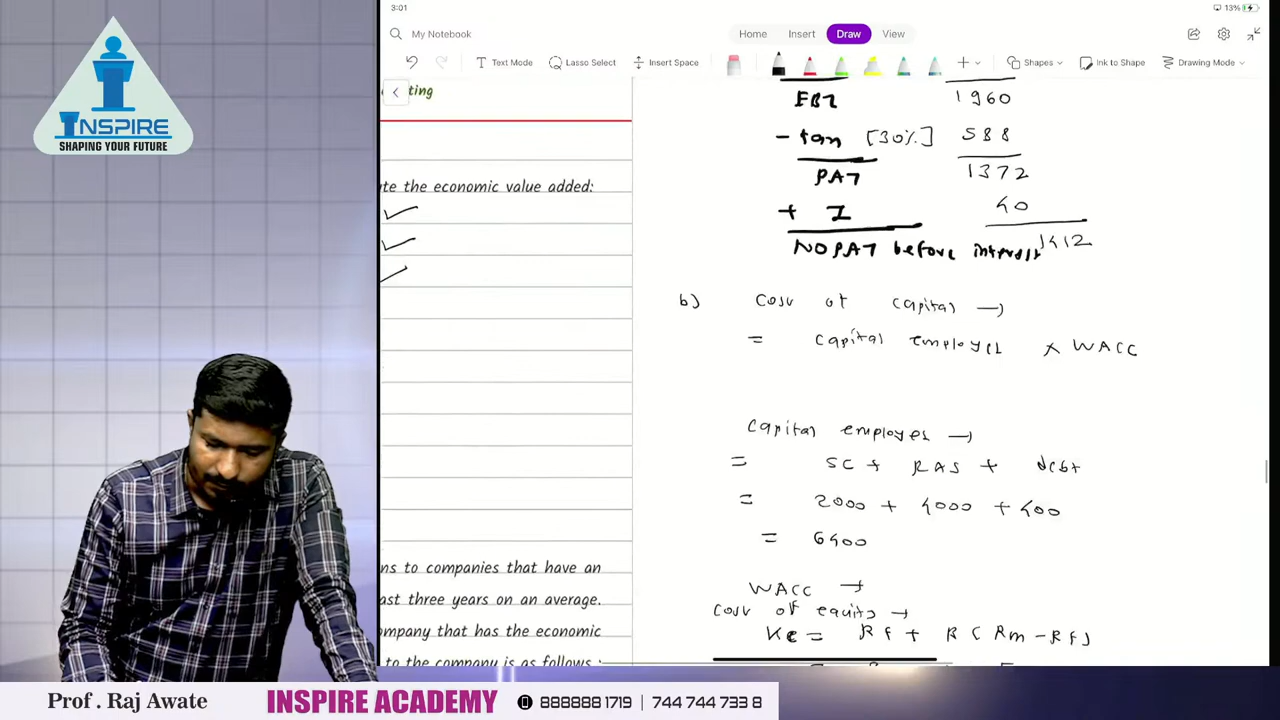 INSPIRE
SHAPING YOUR FUTURE
3:01
13%
My Notebook
Home Insert Draw View
Text Mode Lasso Select Insert Space Shapes Ink to Shape Drawing Mode
ting
te the economic value added:
ns to companies that have an
ast three years on an average.
mpany that has the economic
to the company is as follows :
EBT 1960
- tax [30%] 588
PAT 1372
+ I 40
NOPAT before interest 1412
b) Cost of capital →
= capital employed × WACC
Capital employed →
= SC + R&S + debt
= 2000 + 4000 + 400
= 6400
WACC →
Cost of equity →
Ke = Rf + B ( Rm - Rf )
Prof . Raj Awate INSPIRE ACADEMY 888888 1719 | 744 744 733 8